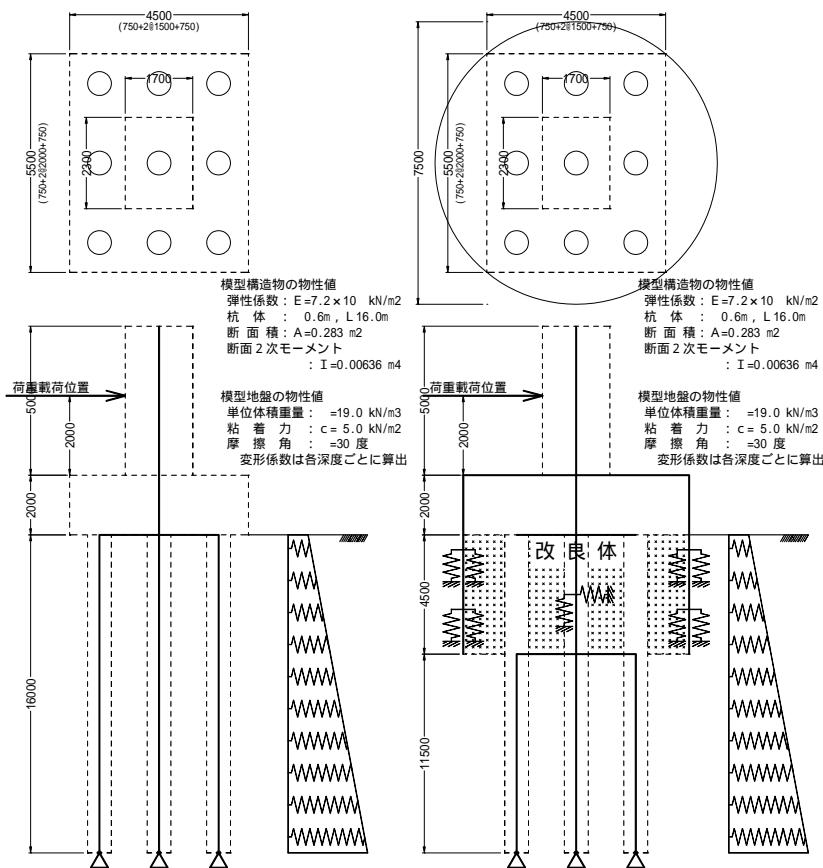 4500
(750+2@1500+750)
1700
5500
(750+2@2000+750)
2300
模型構造物の物性値
弾性係数 : E=7.2×10 kN/m2
杭 体 : 0.6m , L16.0m
断 面 積 : A=0.283 m2
断面2次モーメント
: I=0.00636 m4
荷重載荷位置
5000
2000
模型地盤の物性値
単位体積重量 : =19.0 kN/m3
粘 着 力 : c= 5.0 kN/m2
摩 擦 角 : =30 度
変形係数は各深度ごとに算出
2000
16000
4500
(750+2@1500+750)
1700
7500
5500
(750+2@2000+750)
2300
模型構造物の物性値
弾性係数 : E=7.2×10 kN/m2
杭 体 : 0.6m , L16.0m
断 面 積 : A=0.283 m2
断面2次モーメント
: I=0.00636 m4
荷重載荷位置
5000
2000
模型地盤の物性値
単位体積重量 : =19.0 kN/m3
粘 着 力 : c= 5.0 kN/m2
摩 擦 角 : =30 度
変形係数は各深度ごとに算出
2000
改 良 体
4500
11500